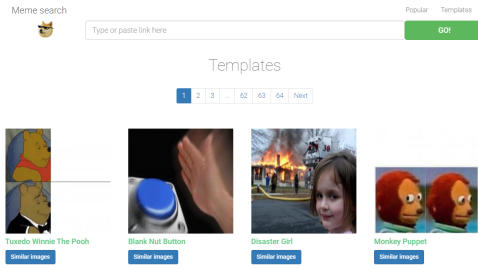 Meme search
Popular Templates
Type or paste link here
GO!
Templates
1 2 3 ... 62 63 64 Next
Tuxedo Winnie The Pooh
Blank Nut Button
Disaster Girl
Monkey Puppet
Similar images
Similar images
Similar images
Similar images